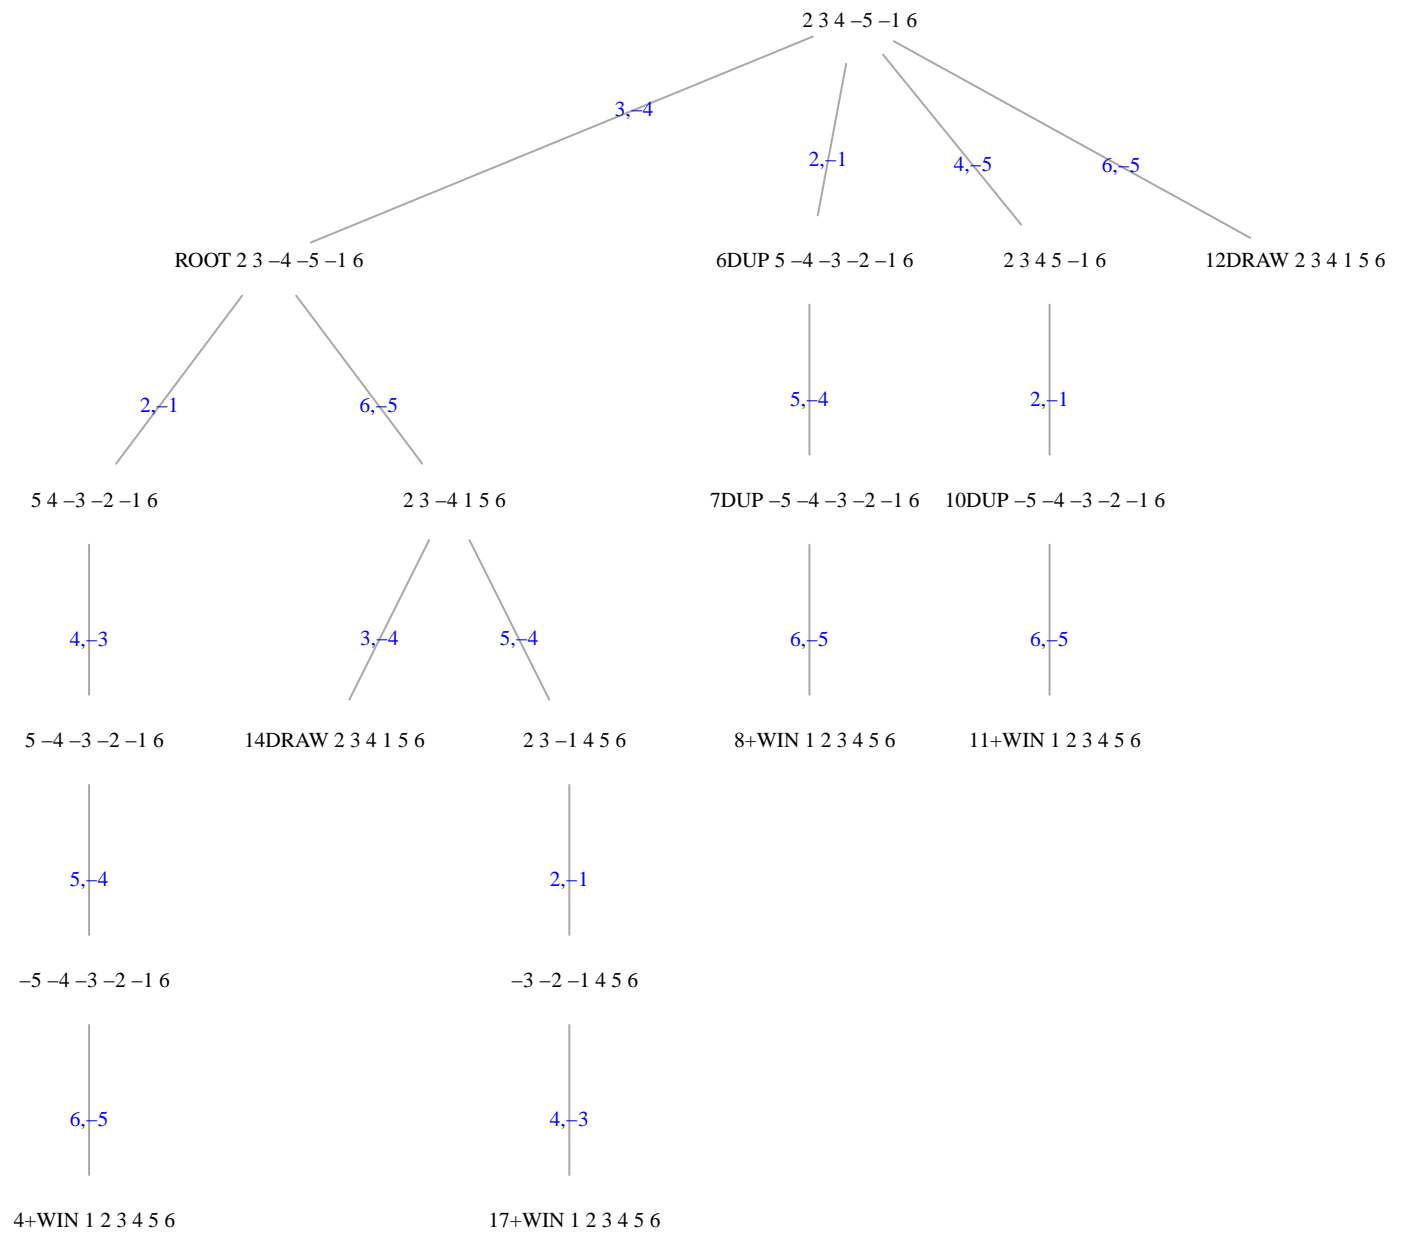 2 3 4 –5 –1 6
3,–4
2,–1
4,–5
6,–5
ROOT 2 3 –4 –5 –1 6
6DUP 5 –4 –3 –2 –1 6
2 3 4 5 –1 6
12DRAW 2 3 4 1 5 6
2,–1
6,–5
5,–4
2,–1
5 4 –3 –2 –1 6
2 3 –4 1 5 6
7DUP –5 –4 –3 –2 –1 6
10DUP –5 –4 –3 –2 –1 6
4,–3
3,–4
5,–4
6,–5
6,–5
5 –4 –3 –2 –1 6
14DRAW 2 3 4 1 5 6
2 3 –1 4 5 6
8+WIN 1 2 3 4 5 6
11+WIN 1 2 3 4 5 6
5,–4
2,–1
–5 –4 –3 –2 –1 6
–3 –2 –1 4 5 6
6,–5
4,–3
4+WIN 1 2 3 4 5 6
17+WIN 1 2 3 4 5 6